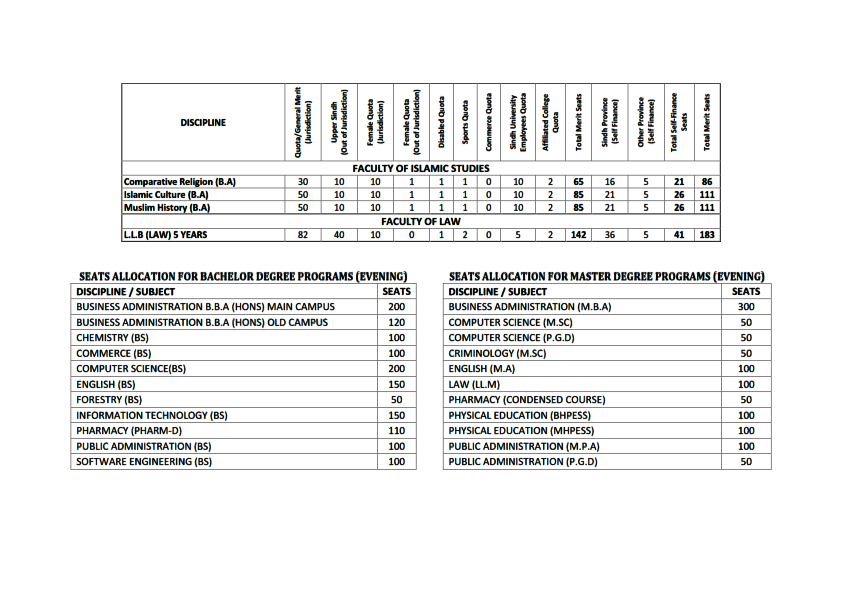 DISCIPLINE Quota/General Merit (Jurisdiction) Upper Sindh (Out of Jurisdiction) Female Quota (Jurisdiction) Female Quota (Out of Jurisdiction) Disabled Quota Sports Quota Commerce Quota Sindh University Employees Quota Affiliated College Quota Total Merit Seats Sindh Province (Self Finance) Other Province (Self Finance) Total Self-Finance Seats Total Merit Seats
FACULTY OF ISLAMIC STUDIES
Comparative Religion (B.A) 30 10 10 1 1 1 0 10 2 65 16 5 21 86
Islamic Culture (B.A) 50 10 10 1 1 1 0 10 2 85 21 5 26 111
Muslim History (B.A) 50 10 10 1 1 1 0 10 2 85 21 5 26 111
FACULTY OF LAW
L.L.B (LAW) 5 YEARS 82 40 10 0 1 2 0 5 2 142 36 5 41 183
SEATS ALLOCATION FOR BACHELOR DEGREE PROGRAMS (EVENING)
DISCIPLINE / SUBJECT SEATS
BUSINESS ADMINISTRATION B.B.A (HONS) MAIN CAMPUS 200
BUSINESS ADMINISTRATION B.B.A (HONS) OLD CAMPUS 120
CHEMISTRY (BS) 100
COMMERCE (BS) 100
COMPUTER SCIENCE(BS) 200
ENGLISH (BS) 150
FORESTRY (BS) 50
INFORMATION TECHNOLOGY (BS) 150
PHARMACY (PHARM-D) 110
PUBLIC ADMINISTRATION (BS) 100
SOFTWARE ENGINEERING (BS) 100
SEATS ALLOCATION FOR MASTER DEGREE PROGRAMS (EVENING)
DISCIPLINE / SUBJECT SEATS
BUSINESS ADMINISTRATION (M.B.A) 300
COMPUTER SCIENCE (M.SC) 50
COMPUTER SCIENCE (P.G.D) 50
CRIMINOLOGY (M.SC) 50
ENGLISH (M.A) 100
LAW (LL.M) 100
PHARMACY (CONDENSED COURSE) 50
PHYSICAL EDUCATION (BHPESS) 100
PHYSICAL EDUCATION (MHPESS) 100
PUBLIC ADMINISTRATION (M.P.A) 100
PUBLIC ADMINISTRATION (P.G.D) 50